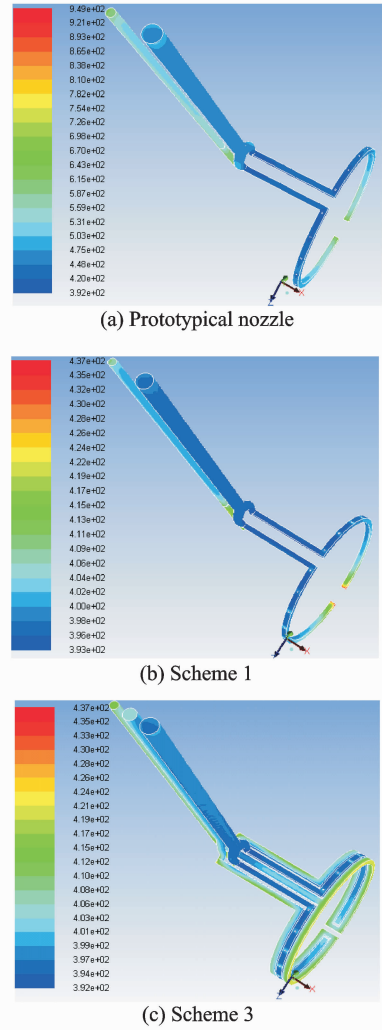 9.49e+02
9.21e+02
8.93e+02
8.65e+02
8.38e+02
8.10e+02
7.82e+02
7.54e+02
7.26e+02
6.98e+02
6.70e+02
6.43e+02
6.15e+02
5.87e+02
5.59e+02
5.31e+02
5.03e+02
4.48e+02
4.20e+02
3.92e+02
Z
X
(a) Prototypical nozzle
4.37e+02
4.35e+02
4.33e+02
4.30e+02
4.28e+02
4.26e+02
4.24e+02
4.22e+02
4.19e+02
4.17e+02
4.15e+02
4.13e+02
4.11e+02
4.09e+02
4.06e+02
4.04e+02
4.02e+02
4.00e+02
3.98e+02
3.96e+02
3.93e+02
Z
X
(b) Scheme 1
4.37e+02
4.35e+02
4.33e+02
4.30e+02
4.28e+02
4.26e+02
4.24e+02
4.21e+02
4.19e+02
4.17e+02
4.15e+02
4.12e+02
4.10e+02
4.08e+02
4.06e+02
4.03e+02
4.01e+02
3.99e+02
3.97e+02
3.94e+02
3.92e+02
Z
X
(c) Scheme 3